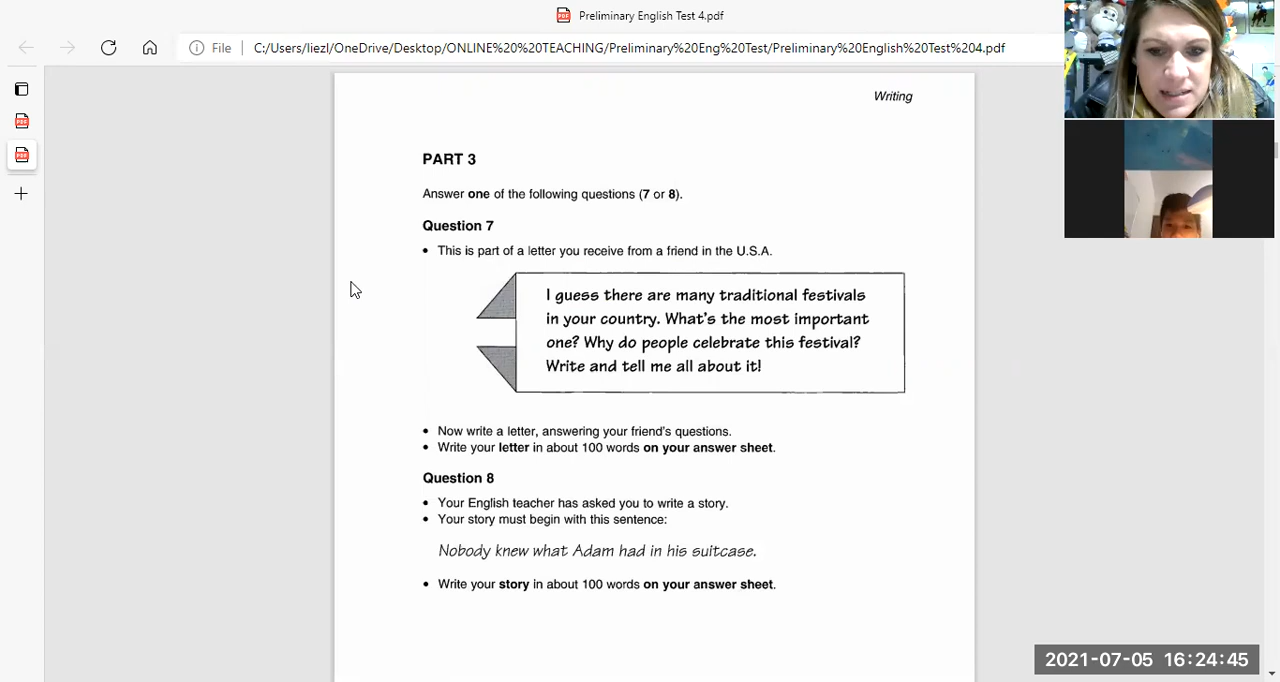 Preliminary English Test 4.pdf
File C:/Users/liezl/OneDrive/Desktop/ONLINE%20%20TEACHING/Preliminary%20Eng%20Test/Preliminary%20English%20Test%204.pdf
Writing
PART 3
Answer one of the following questions (7 or 8).
Question 7
• This is part of a letter you receive from a friend in the U.S.A.
I guess there are many traditional festivals
in your country. What's the most important
one? Why do people celebrate this festival?
Write and tell me all about it!
• Now write a letter, answering your friend's questions.
• Write your letter in about 100 words on your answer sheet.
Question 8
• Your English teacher has asked you to write a story.
• Your story must begin with this sentence:
Nobody knew what Adam had in his suitcase.
• Write your story in about 100 words on your answer sheet.
2021-07-05 16:24:45